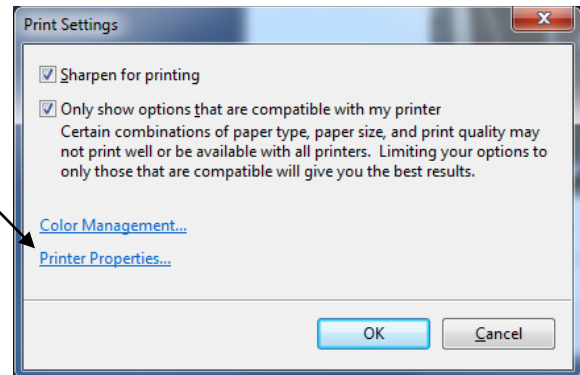 Print Settings
Sharpen for printing
Only show options that are compatible with my printer
Certain combinations of paper type, paper size, and print quality may
not print well or be available with all printers.  Limiting your options to
only those that are compatible will give you the best results.
Color Management...
Printer Properties...
OK
Cancel